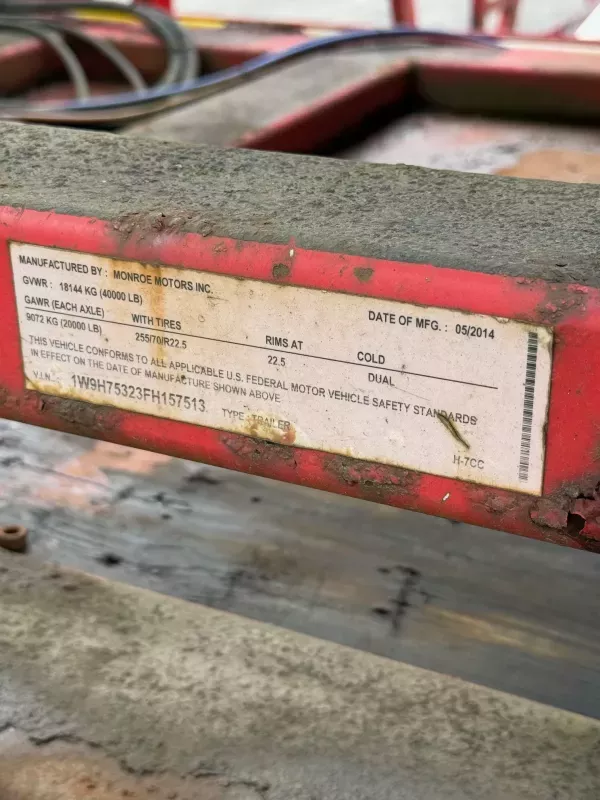 MANUFACTURED BY : MONROE MOTORS INC.
DATE OF MFG. : 05/2014
GVWR : 18144 KG (40000 LB)
GAWR (EACH AXLE) WITH TIRES RIMS AT COLD
9072 KG (20000 LB) 255/70/R22.5 22.5 DUAL
THIS VEHICLE CONFORMS TO ALL APPLICABLE U.S. FEDERAL MOTOR VEHICLE SAFETY STANDARDS
IN EFFECT ON THE DATE OF MANUFACTURE SHOWN ABOVE
V.I.N. 1W9H75323FH157513 TYPE : TRAILER
H-7CC